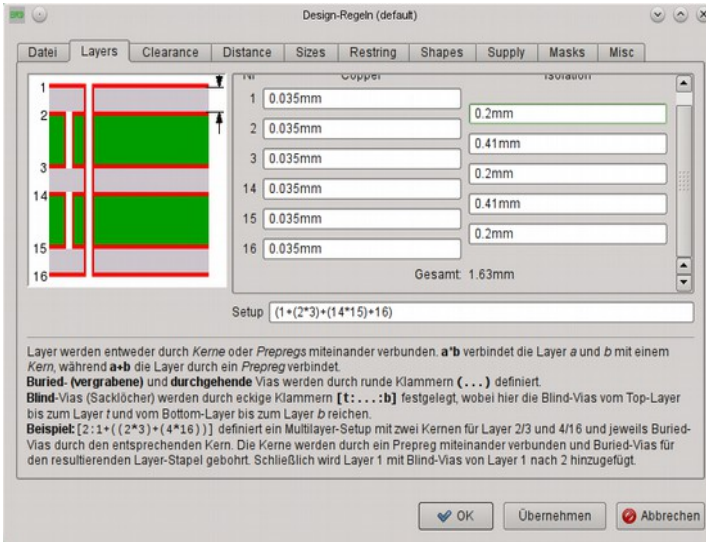 Design-Regeln (default)
Datei Layers Clearance Distance Sizes Restring Shapes Supply Masks Misc
Nr Copper Isolation
1
2
3
14
15
16
1 0.035mm
0.2mm
2 0.035mm
0.41mm
3 0.035mm
0.2mm
14 0.035mm
0.41mm
15 0.035mm
0.2mm
16 0.035mm
Gesamt: 1.63mm
Setup (1+(2*3)+(14*15)+16)
Layer werden entweder durch Kerne oder Prepregs miteinander verbunden. a*b verbindet die Layer a und b mit einem
Kern, während a+b die Layer durch ein Prepreg verbindet.
Buried- (vergrabene) und durchgehende Vias werden durch runde Klammern (...) definiert.
Blind-Vias (Sacklöcher) werden durch eckige Klammern [t:...:b] festgelegt, wobei hier die Blind-Vias vom Top-Layer
bis zum Layer t und vom Bottom-Layer bis zum Layer b reichen.
Beispiel: [2:1+((2*3)+(4*16))] definiert ein Multilayer-Setup mit zwei Kernen für Layer 2/3 und 4/16 und jeweils Buried-
Vias durch den entsprechenden Kern. Die Kerne werden durch ein Prepreg miteinander verbunden und Buried-Vias für
den resultierenden Layer-Stapel gebohrt. Schließlich wird Layer 1 mit Blind-Vias von Layer 1 nach 2 hinzugefügt.
OK Übernehmen Abbrechen